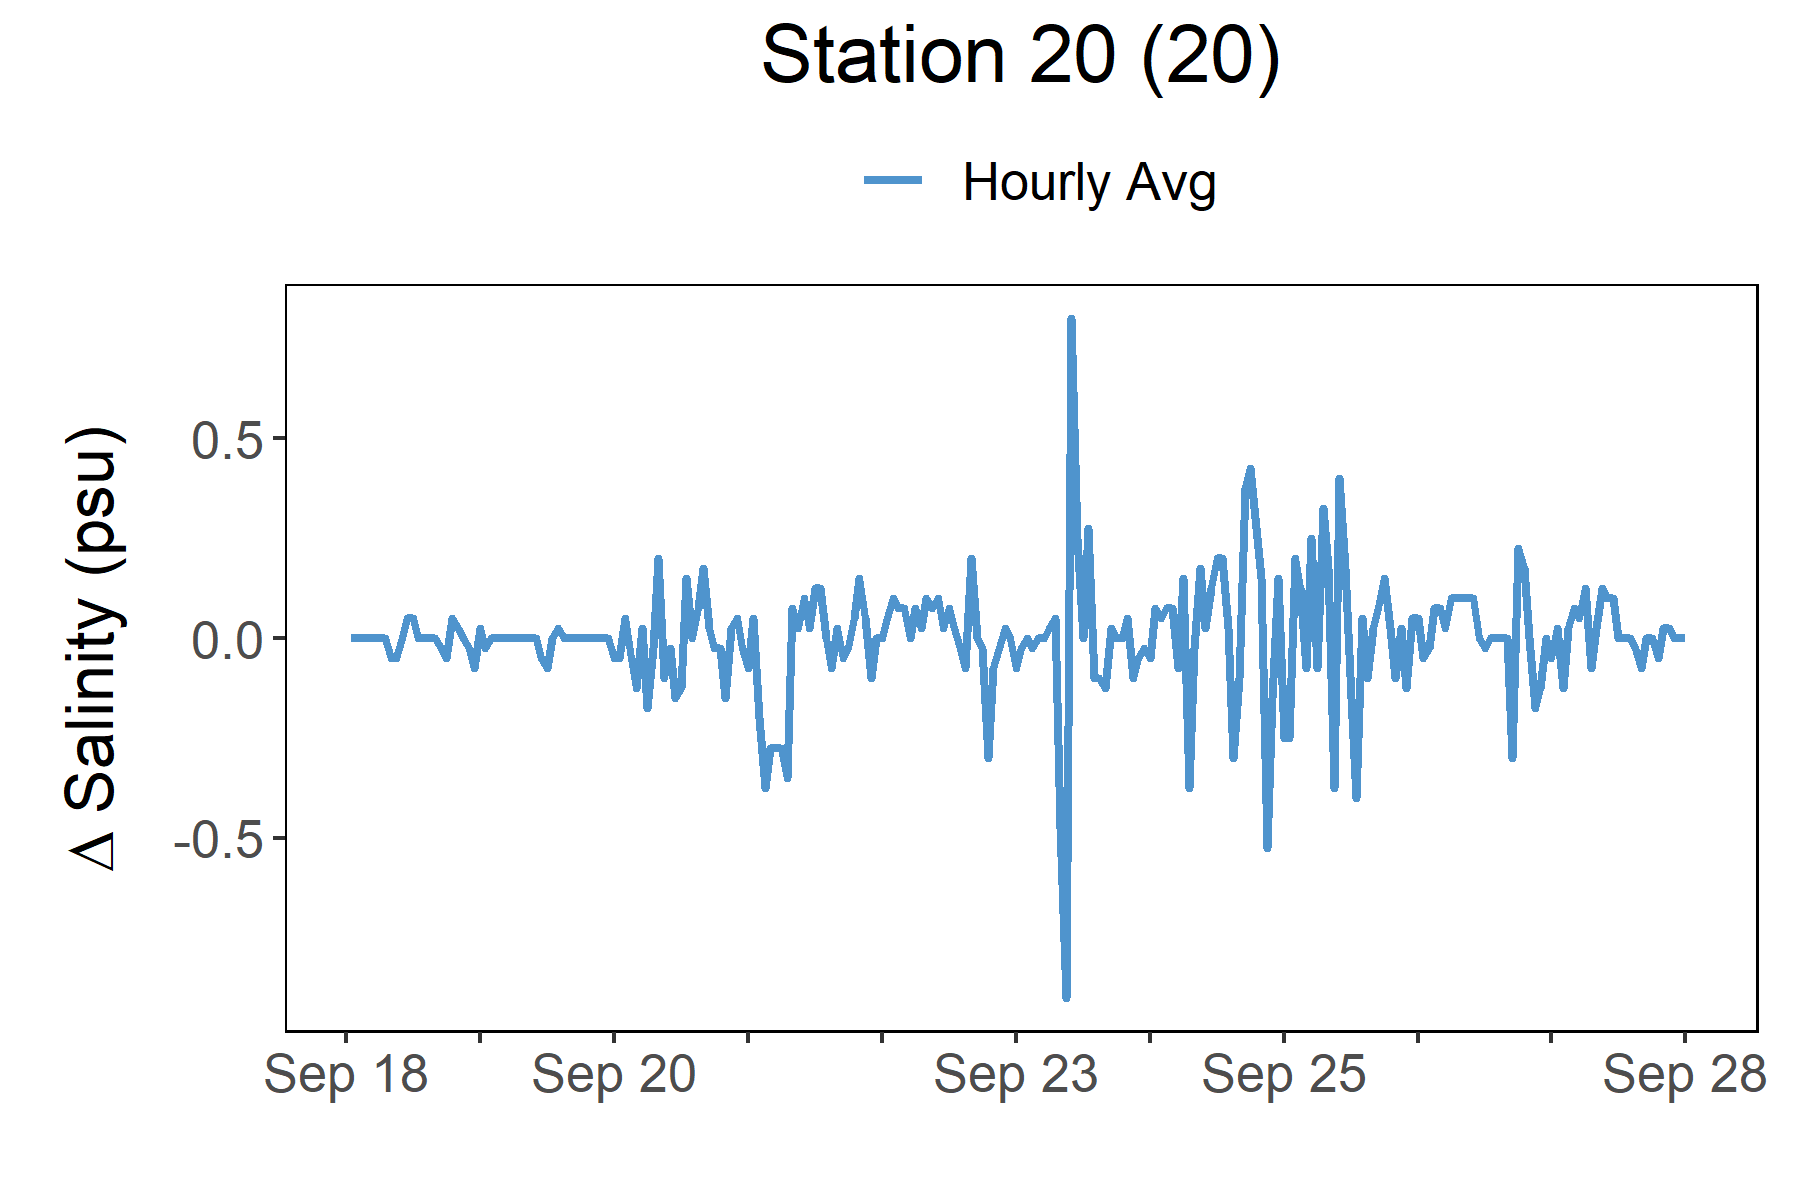 Station 20 (20)
Hourly Avg
Δ Salinity (psu)
0.5
0.0
-0.5
Sep 18
Sep 20
Sep 23
Sep 25
Sep 28